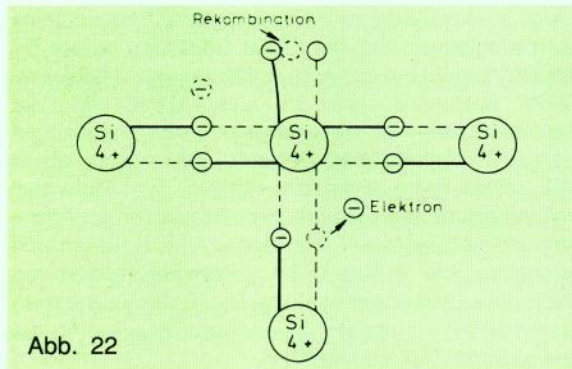 Rekombination
Si
4+
Si
4+
Si
4+
Elektron
Si
4+
Abb. 22